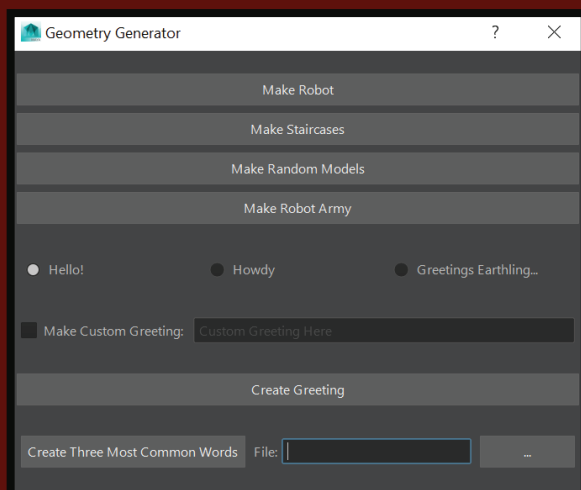 Geometry Generator ?
Make Robot
Make Staircases
Make Random Models
Make Robot Army
Hello! Howdy Greetings Earthling...
Make Custom Greeting: Custom Greeting Here
Create Greeting
Create Three Most Common Words File: ...